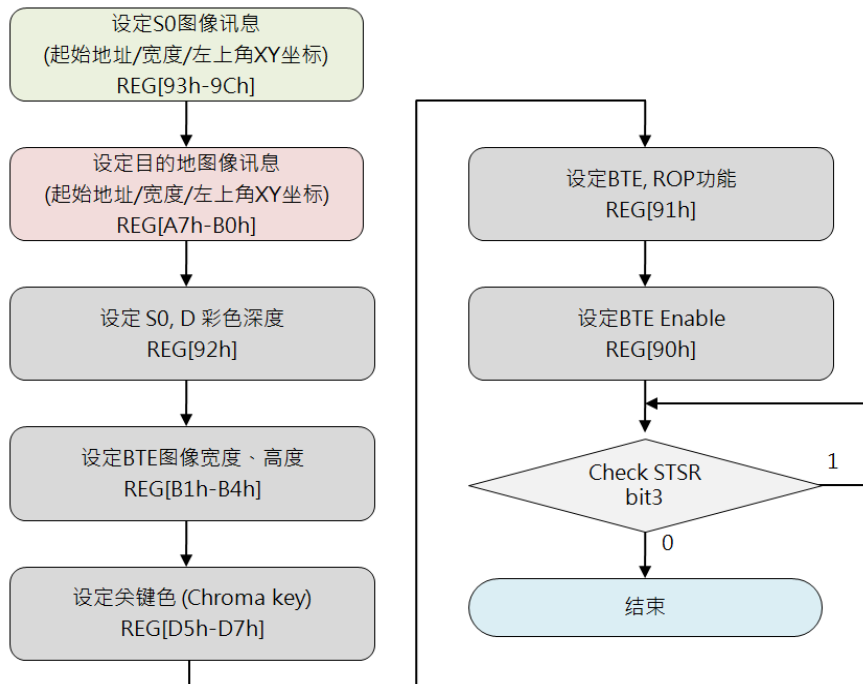 设定S0图像讯息
(起始地址/宽度/左上角XY坐标)
REG[93h-9Ch]
设定目的地图像讯息
(起始地址/宽度/左上角XY坐标)
REG[A7h-B0h]
设定 S0, D 彩色深度
REG[92h]
设定BTE图像宽度、高度
REG[B1h-B4h]
设定关键色 (Chroma key)
REG[D5h-D7h]
设定BTE, ROP功能
REG[91h]
设定BTE Enable
REG[90h]
Check STSR
bit3
1
0
结束